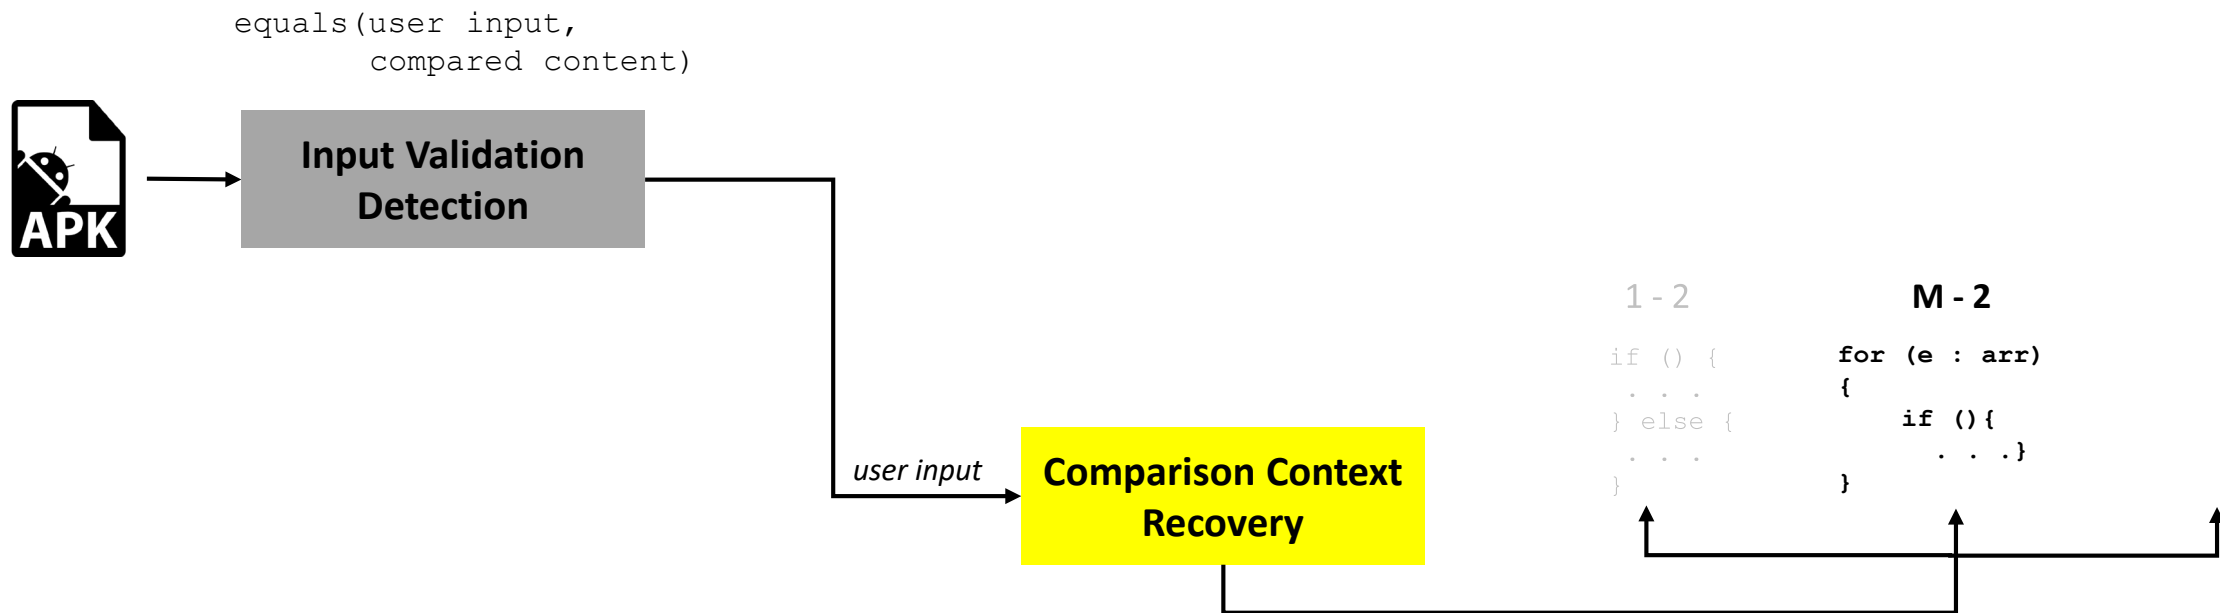 equals(user input,
compared content)
APK
Input Validation
Detection
user input
Comparison Context
Recovery
1 - 2
if () {
. . .
} else {
. . .
}
M - 2
for (e : arr)
{
if (){
. . .}
}